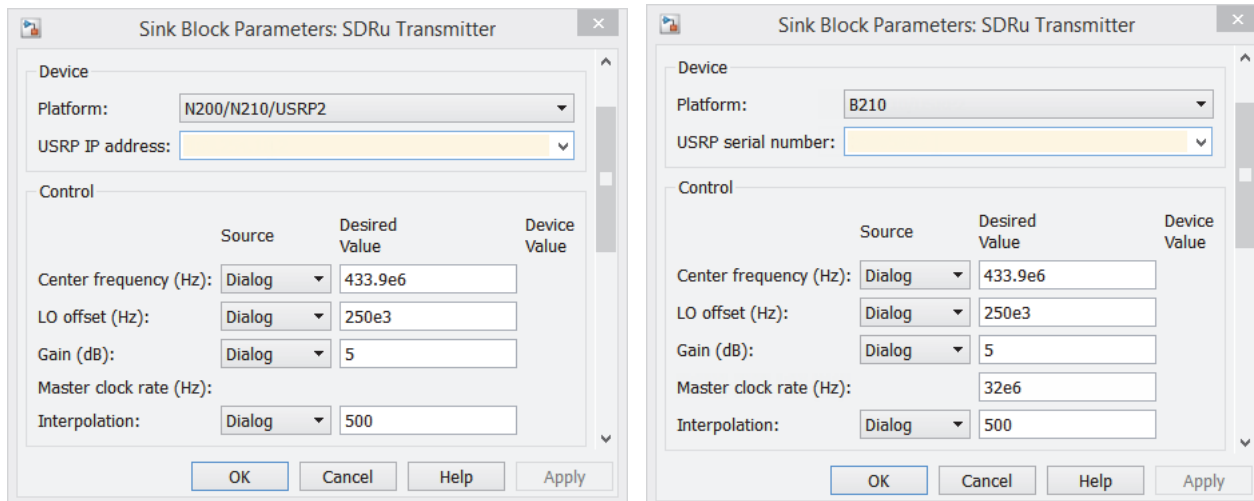 Sink Block Parameters: SDRu Transmitter
Device
Platform: N200/N210/USRP2
USRP IP address:
Control
Source Desired Value Device Value
Center frequency (Hz): Dialog 433.9e6
LO offset (Hz): Dialog 250e3
Gain (dB): Dialog 5
Master clock rate (Hz):
Interpolation: Dialog 500
OK Cancel Help Apply
Sink Block Parameters: SDRu Transmitter
Device
Platform: B210
USRP serial number:
Control
Source Desired Value Device Value
Center frequency (Hz): Dialog 433.9e6
LO offset (Hz): Dialog 250e3
Gain (dB): Dialog 5
Master clock rate (Hz): 32e6
Interpolation: Dialog 500
OK Cancel Help Apply